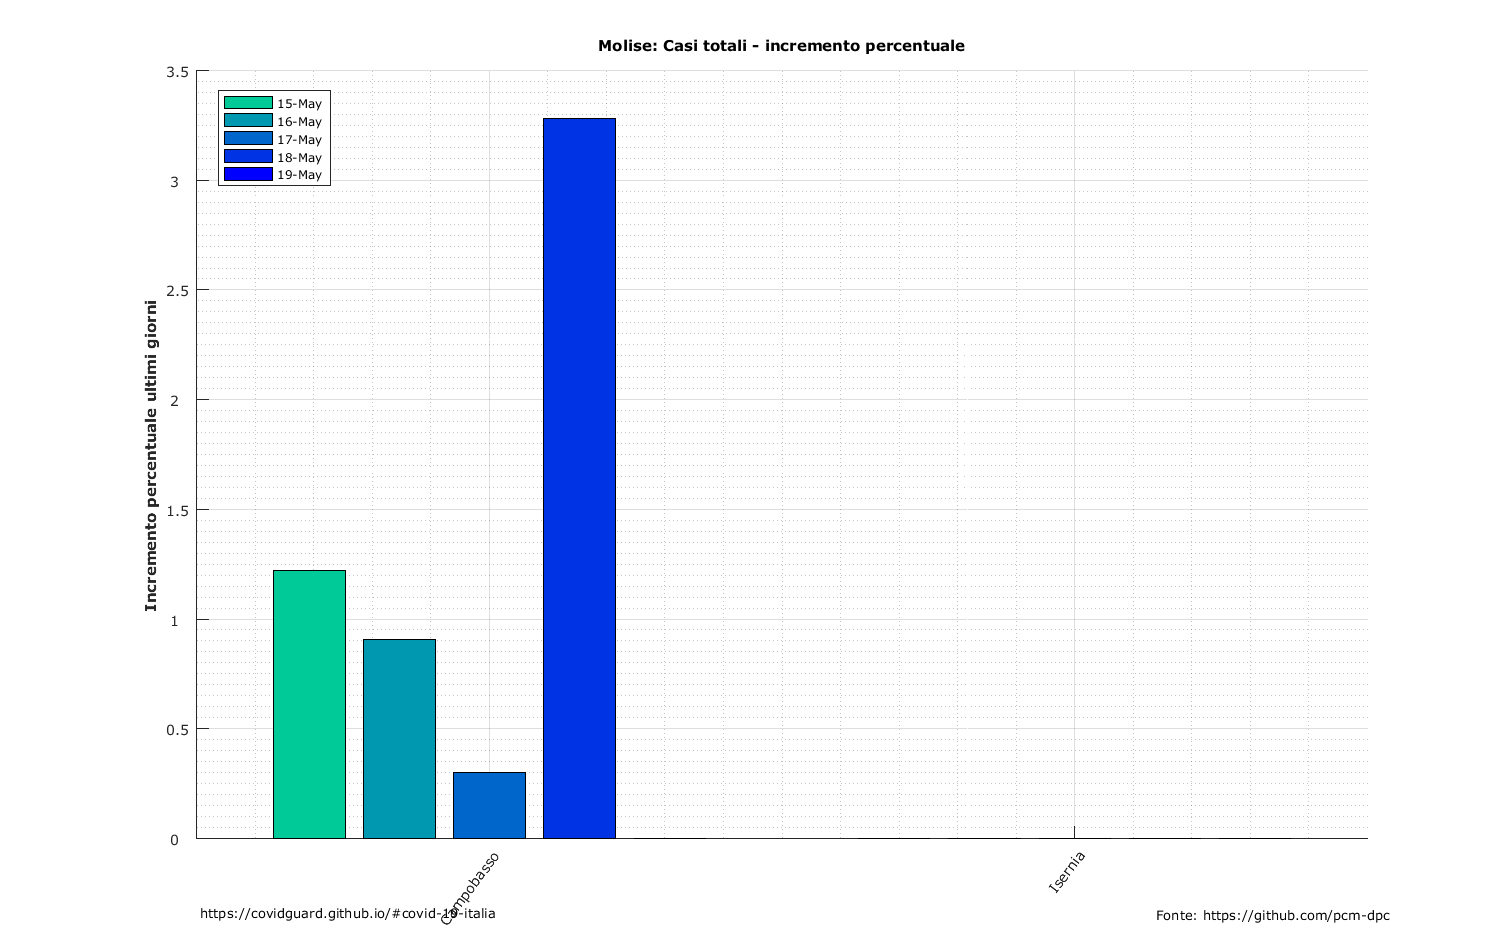 Molise: Casi totali - incremento percentuale
3.5
3
2.5
2
1.5
1
0.5
0
Incremento percentuale ultimi giorni
15-May
16-May
17-May
18-May
19-May
Campobasso
Isernia
https://covidguard.github.io/#covid-19-italia
Fonte: https://github.com/pcm-dpc